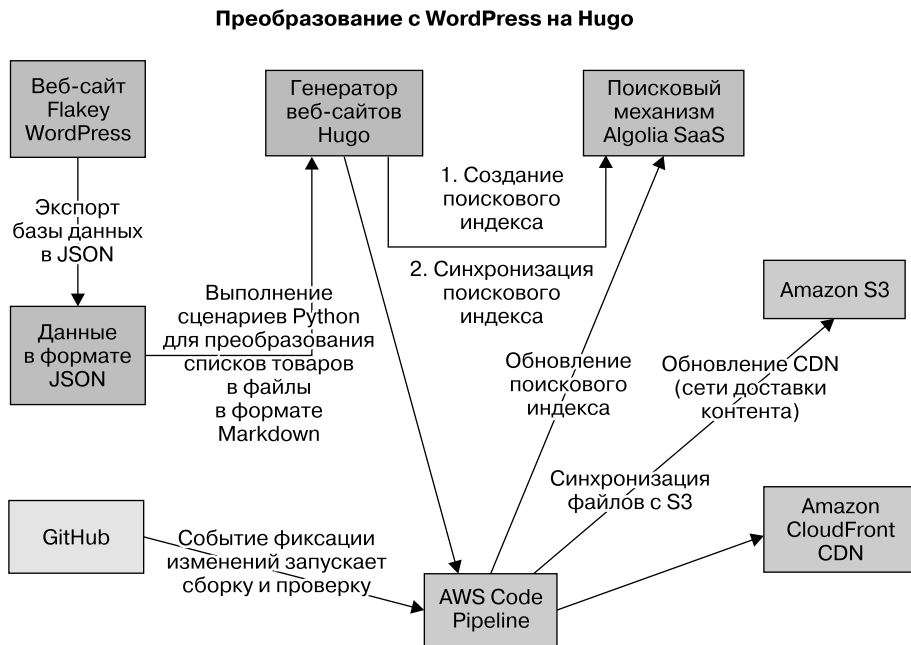 Преобразование с WordPress на Hugo
Веб-сайт
Flakey
WordPress
Генератор
веб-сайтов
Hugo
Поисковый
механизм
Algolia SaaS
1. Создание
поискового
индекса
Экспорт
базы данных
в JSON
2. Синхронизация
поискового
индекса
Amazon S3
Данные
в формате
JSON
Выполнение
сценариев Python
для преобразования
списков товаров
в файлы
в формате
Markdown
Обновление
поискового
индекса
Обновление CDN
(сети доставки
контента)
Синхронизация
файлов с S3
GitHub
Событие фиксации
изменений запускает
сборку и проверку
Amazon
CloudFront
CDN
AWS Code
Pipeline